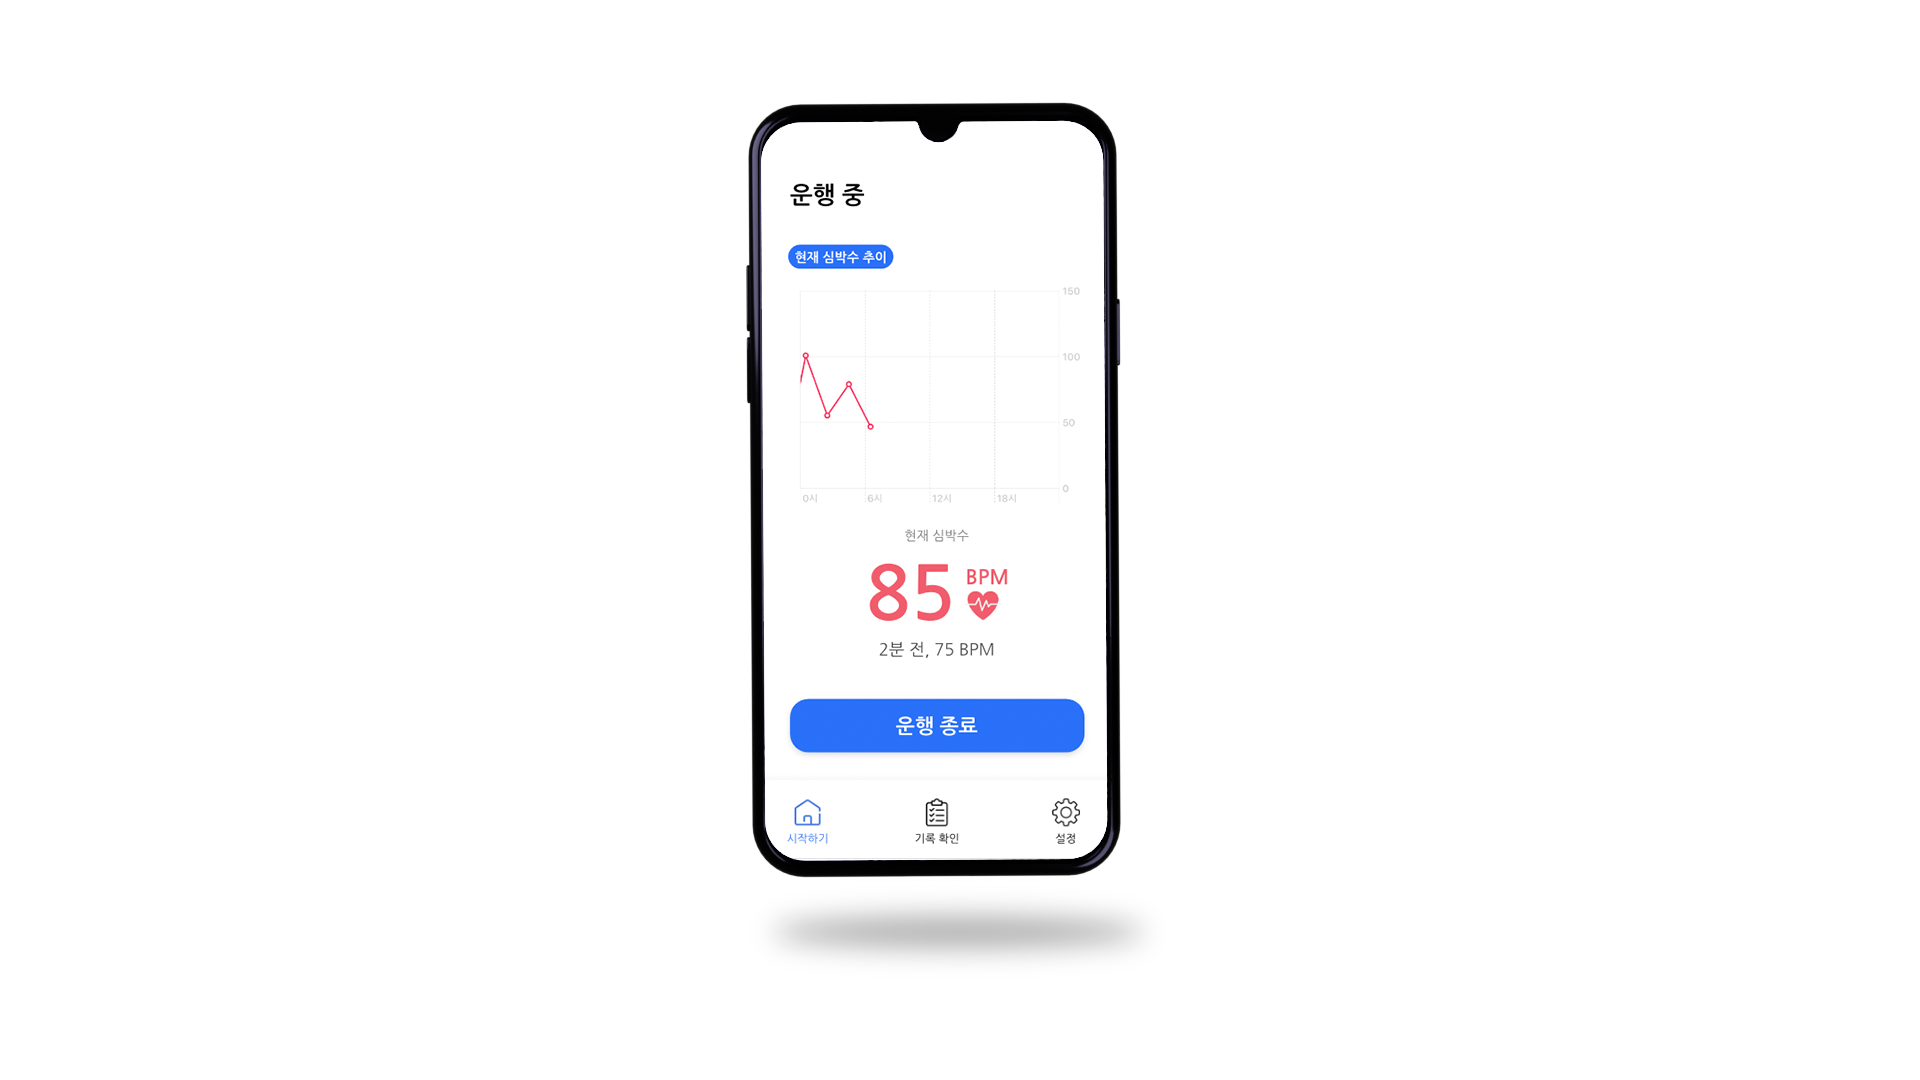 운행 중
현재 심박수 추이
150
100
50
0
0시 6시 12시 18시
현재 심박수
85 BPM
2분 전, 75 BPM
운행 종료
시작하기 기록 확인 설정